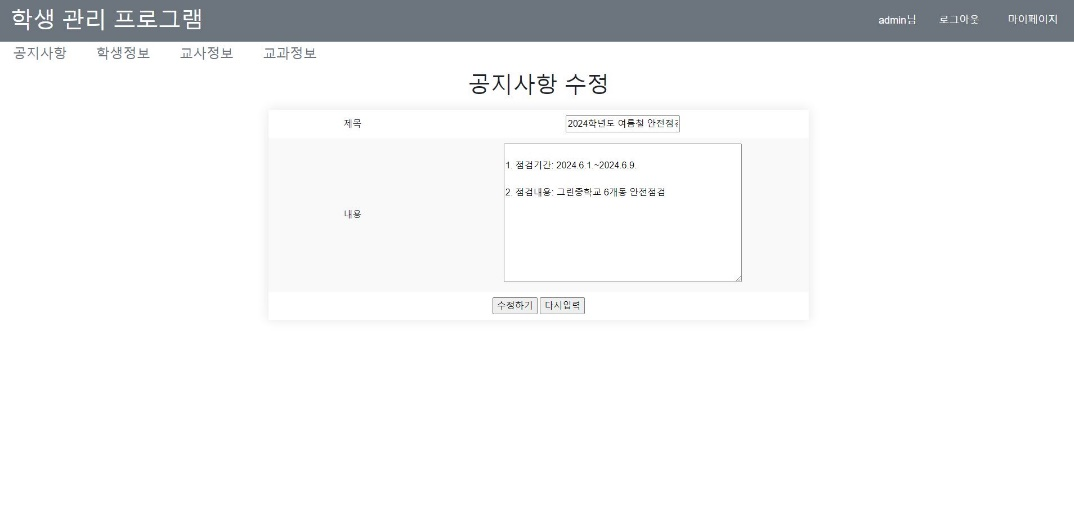 학생 관리 프로그램
admin님 로그아웃 마이페이지
공지사항 학생정보 교사정보 교과정보
공지사항 수정
제목 2024학년도 여름철 안전점검
내용
1. 점검기간: 2024.6.1.~2024.6.9.
2. 점검내용: 그린중학교 6개동 안전점검
수정하기 다시입력